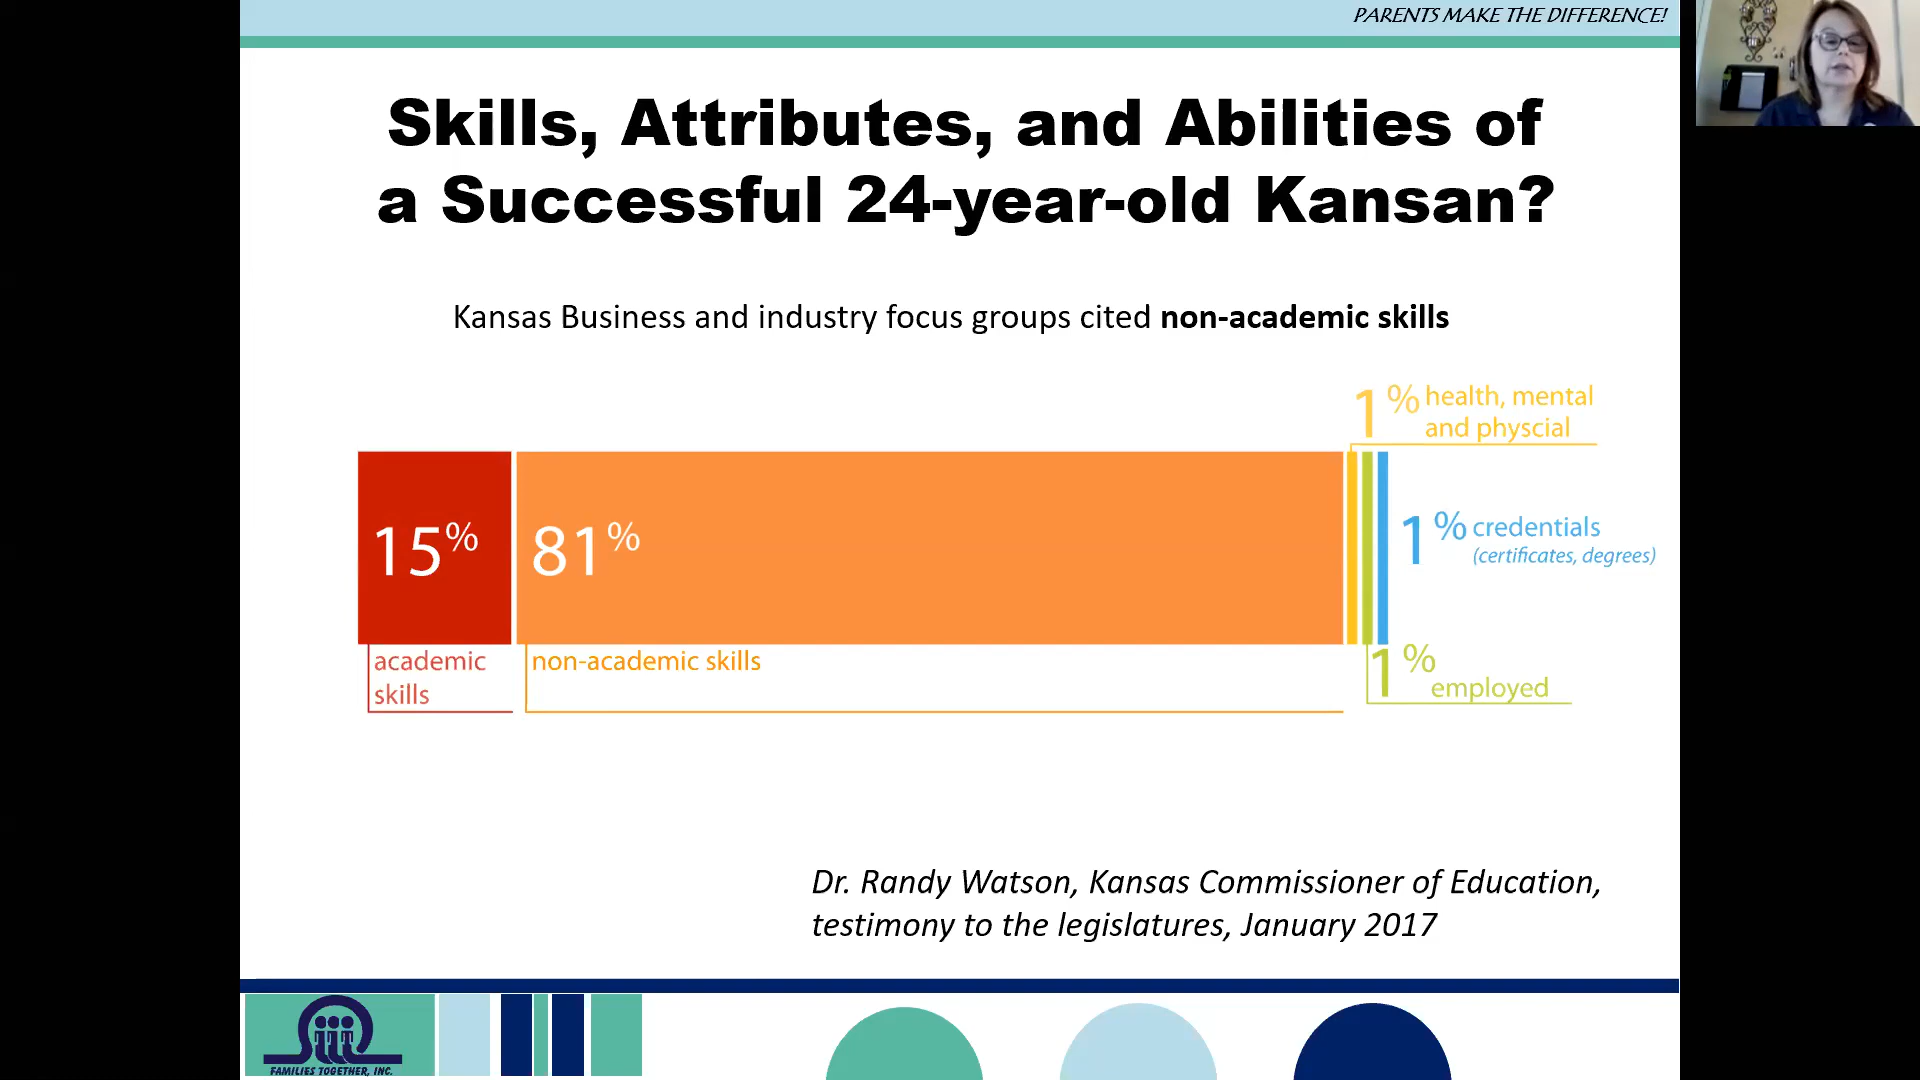 PARENTS MAKE THE DIFFERENCE!
Skills, Attributes, and Abilities of
a Successful 24-year-old Kansan?
Kansas Business and industry focus groups cited non-academic skills
1% health, mental
and physcial
15%
81%
1% credentials
(certificates, degrees)
academic
skills
non-academic skills
1%
employed
Dr. Randy Watson, Kansas Commissioner of Education,
testimony to the legislatures, January 2017
FAMILIES TOGETHER, INC.